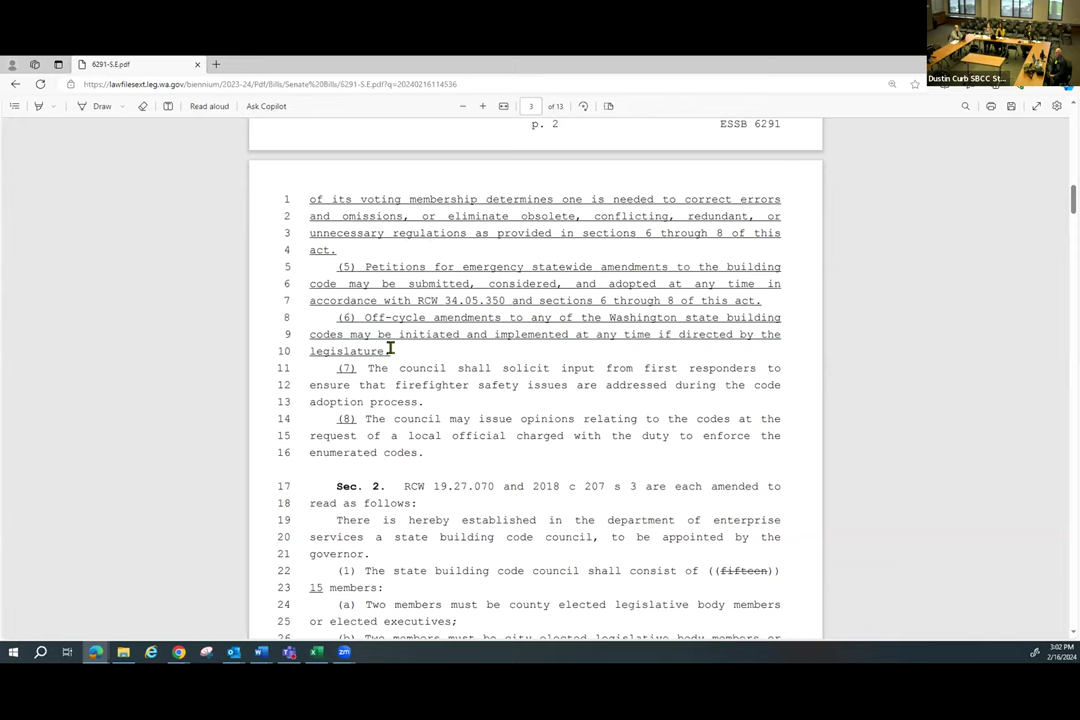 6291-S.E.pdf
https://lawfilesext.leg.wa.gov/biennium/2023-24/Pdf/Bills/Senate%20Bills/6291-S.E.pdf?q=20240216114536
Dustin Curb SBCC St...
Draw
Read aloud
Ask Copilot
3 of 13
p. 2 ESSB 6291
1 of its voting membership determines one is needed to correct errors
2 and omissions, or eliminate obsolete, conflicting, redundant, or
3 unnecessary regulations as provided in sections 6 through 8 of this
4 act.
5 (5) Petitions for emergency statewide amendments to the building
6 code may be submitted, considered, and adopted at any time in
7 accordance with RCW 34.05.350 and sections 6 through 8 of this act.
8 (6) Off-cycle amendments to any of the Washington state building
9 codes may be initiated and implemented at any time if directed by the
10 legislature.
11 (7) The council shall solicit input from first responders to
12 ensure that firefighter safety issues are addressed during the code
13 adoption process.
14 (8) The council may issue opinions relating to the codes at the
15 request of a local official charged with the duty to enforce the
16 enumerated codes.
17 Sec. 2. RCW 19.27.070 and 2018 c 207 s 3 are each amended to
18 read as follows:
19 There is hereby established in the department of enterprise
20 services a state building code council, to be appointed by the
21 governor.
22 (1) The state building code council shall consist of ((fifteen))
23 15 members:
24 (a) Two members must be county elected legislative body members
25 or elected executives;
26 (b) Two members must be city elected legislative body members or
3:02 PM
2/16/2024